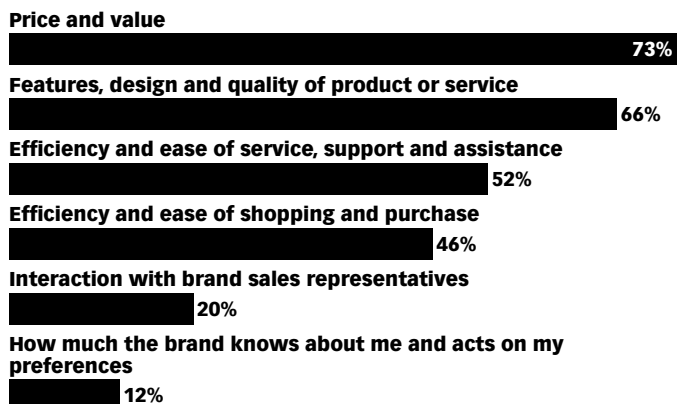 Price and value
73%
Features, design and quality of product or service
66%
Efficiency and ease of service, support and assistance
52%
Efficiency and ease of shopping and purchase
46%
Interaction with brand sales representatives
20%
How much the brand knows about me and acts on my
preferences
12%